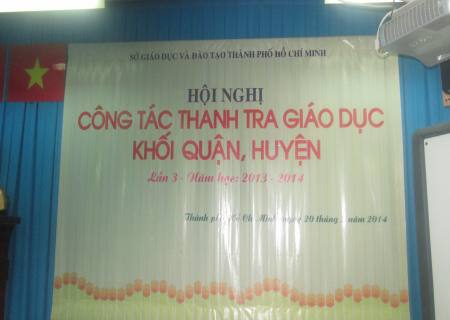 SỞ GIÁO DỤC VÀ ĐÀO TẠO THÀNH PHỐ HỒ CHÍ MINH
HỘI NGHỊ
CÔNG TÁC THANH TRA GIÁO DỤC
KHỐI QUẬN, HUYỆN
Lần 3 - Năm học: 2013 - 2014
Thành phố Hồ Chí Minh, ngày 20 tháng năm 2014